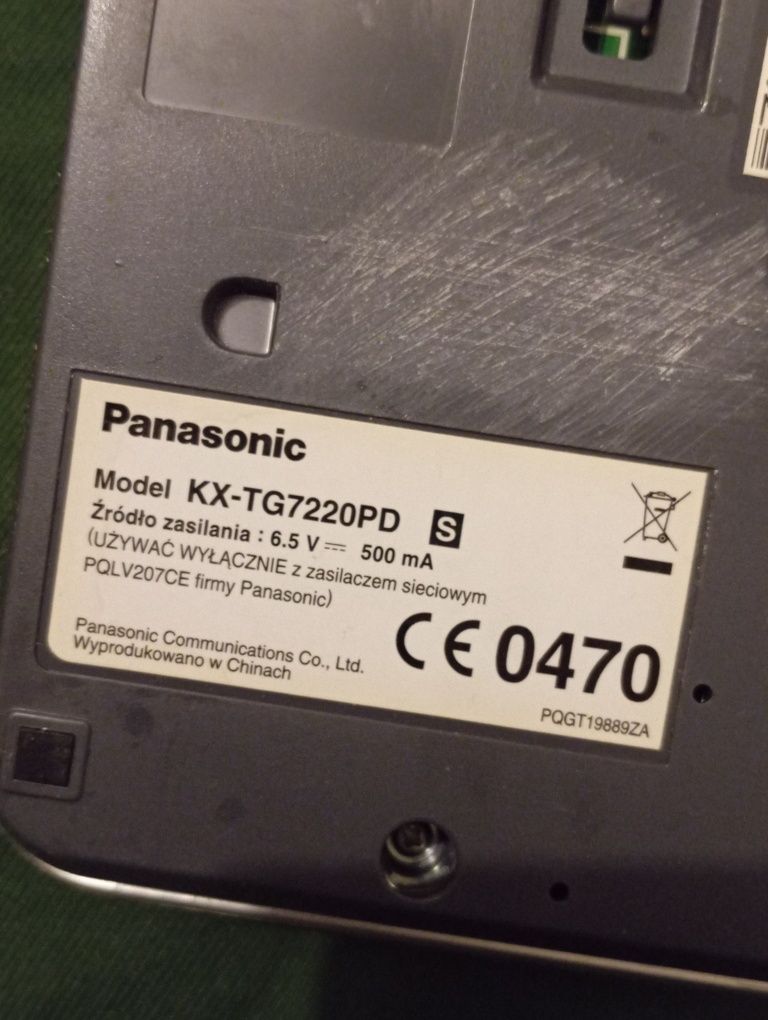 Panasonic
Model KX-TG7220PD S
Źródło zasilania : 6.5 V ⎓ 500 mA
(UŻYWAĆ WYŁĄCZNIE z zasilaczem sieciowym
PQLV207CE firmy Panasonic)
Panasonic Communications Co., Ltd.
Wyprodukowano w Chinach
CE 0470
PQGT19889ZA